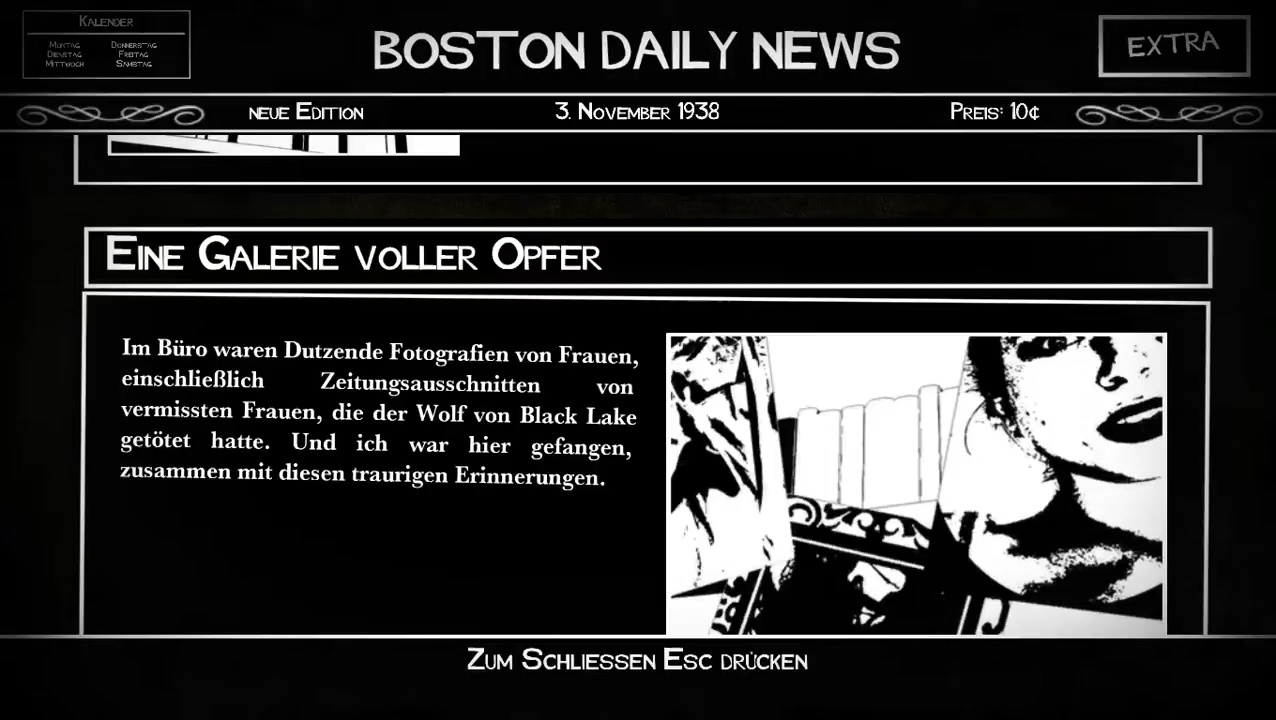 Kalender
Montag Donnerstag
Dienstag Freitag
Mittwoch Samstag
BOSTON DAILY NEWS
EXTRA
neue Edition 3. November 1938 Preis: 10¢
Eine Galerie voller Opfer
Im Büro waren Dutzende Fotografien von Frauen,
einschließlich Zeitungsausschnitten von
vermissten Frauen, die der Wolf von Black Lake
getötet hatte. Und ich war hier gefangen,
zusammen mit diesen traurigen Erinnerungen.
Zum Schliessen Esc drücken